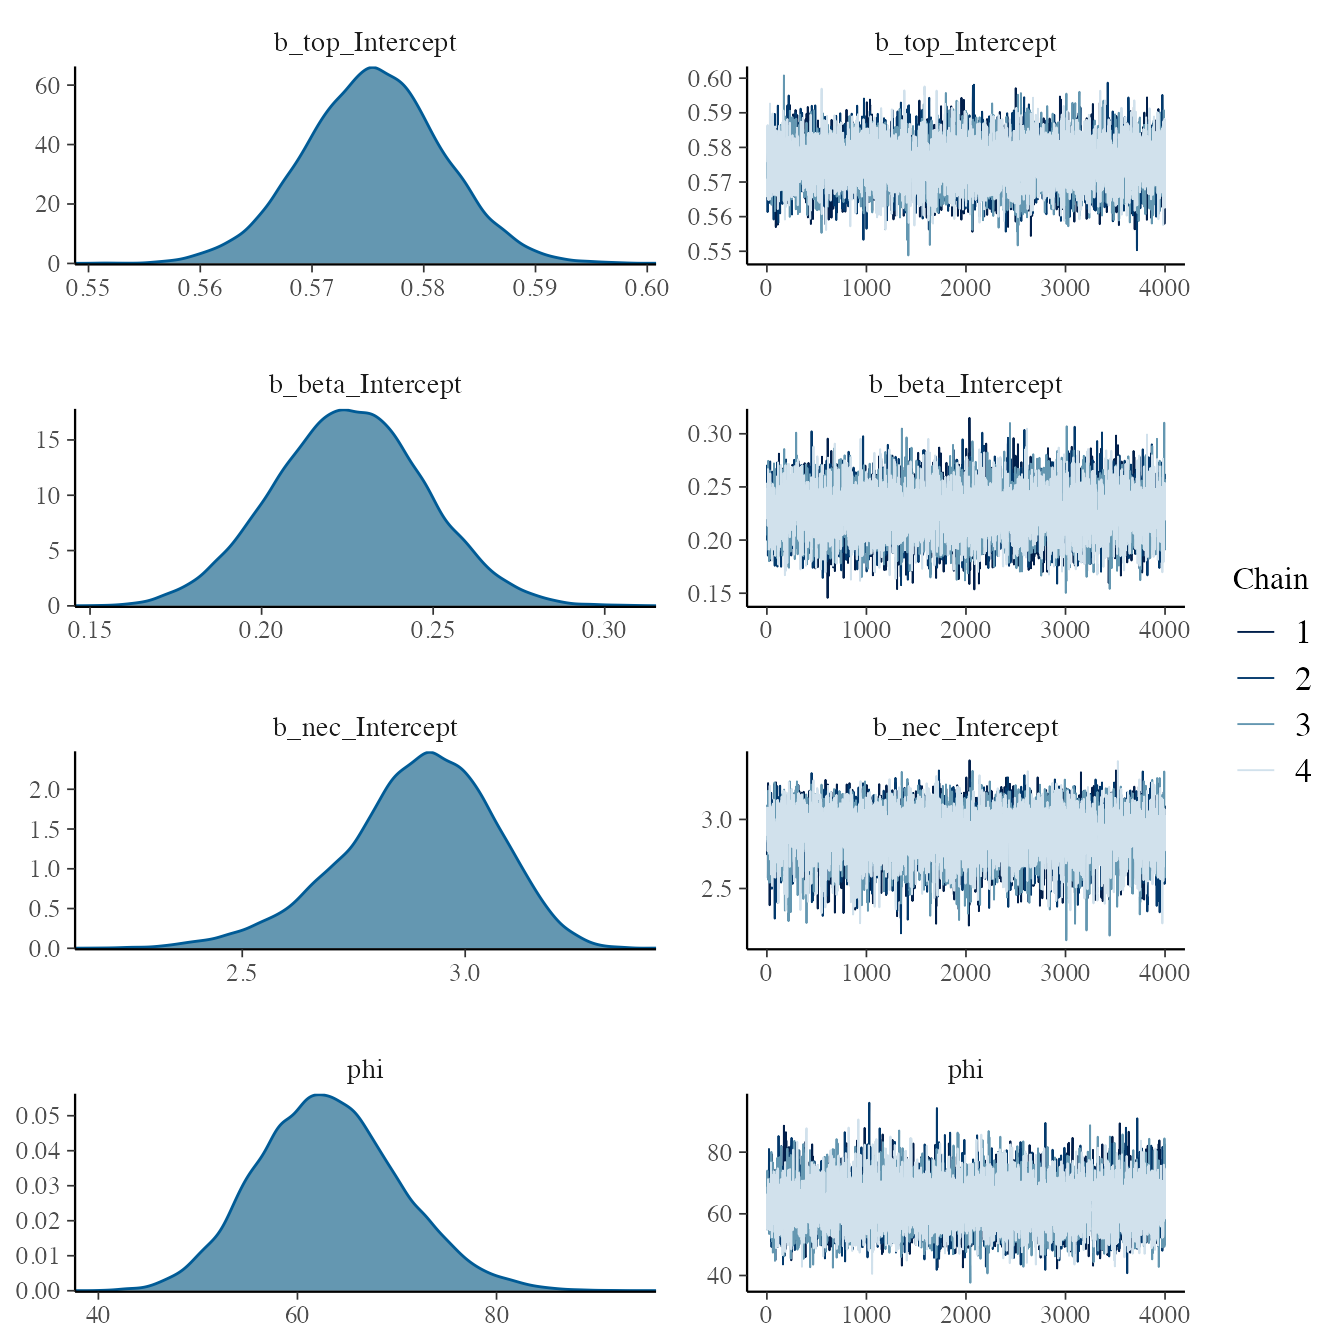 b_top_Intercept
60
40
20
0
0.55 0.56 0.57 0.58 0.59 0.60
b_top_Intercept
0.60
0.59
0.58
0.57
0.56
0.55
0 1000 2000 3000 4000
b_beta_Intercept
15
10
5
0
0.15 0.20 0.25 0.30
b_beta_Intercept
0.30
0.25
0.20
0.15
0 1000 2000 3000 4000
b_nec_Intercept
2.0
1.5
1.0
0.5
0.0
2.5 3.0
b_nec_Intercept
3.0
2.5
0 1000 2000 3000 4000
phi
0.05
0.04
0.03
0.02
0.01
0.00
40 60 80
phi
80
60
40
0 1000 2000 3000 4000
Chain
1
2
3
4